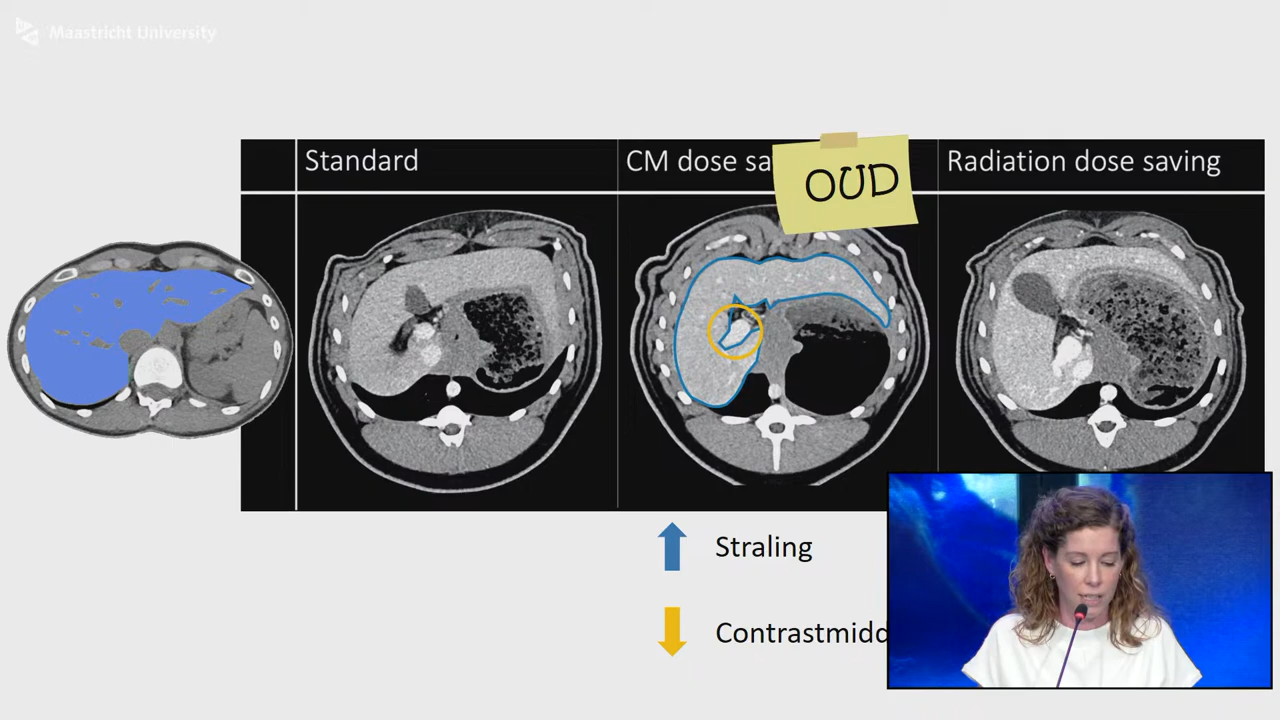 Maastricht University
Standard
CM dose sa
OUD
Radiation dose saving
Straling
Contrastmidd